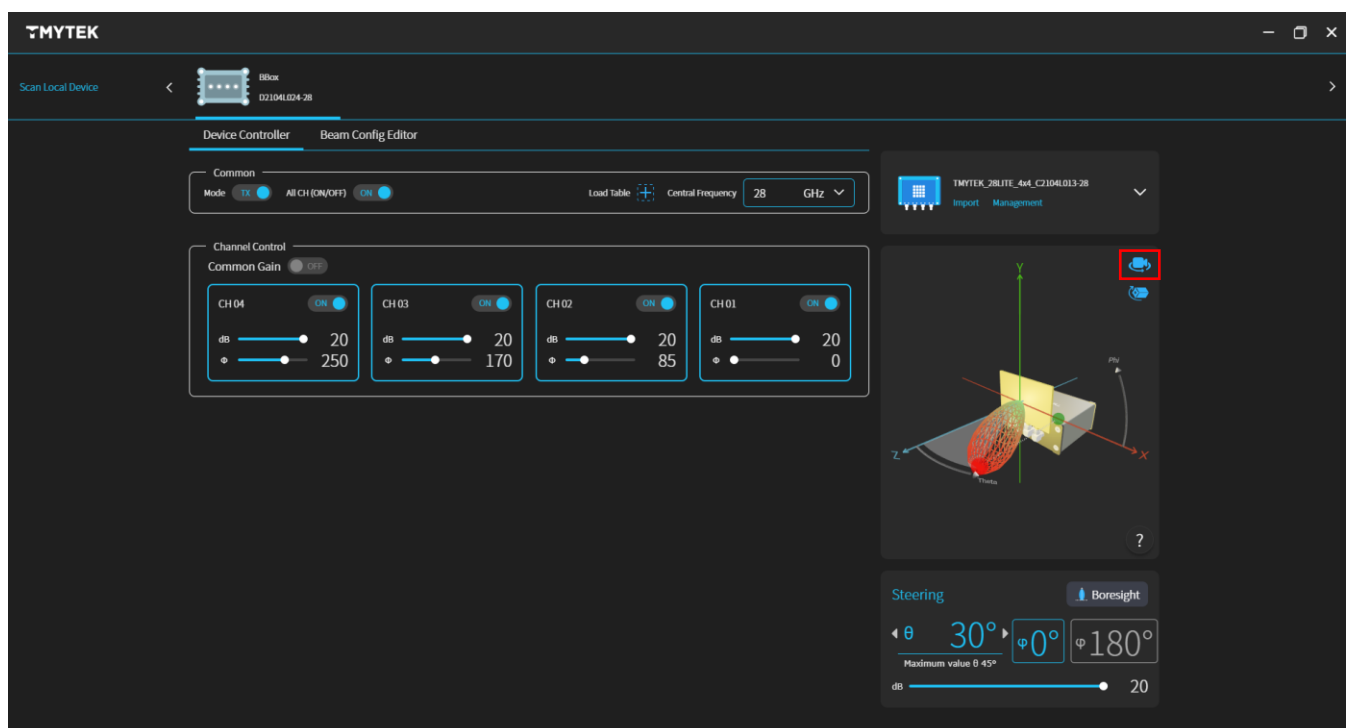 TMYTEK
Scan Local Device
BBox
D2104L024-28
Device Controller Beam Config Editor
Common
Mode TX All CH (ON/OFF) ON Load Table Central Frequency 28 GHz
TMYTEK_28LITE_4x4_C2104L013-28
Import Management
Channel Control
Common Gain OFF
CH 04 ON
dB 20
Φ 250
CH 03 ON
dB 20
Φ 170
CH 02 ON
dB 20
Φ 85
CH 01 ON
dB 20
Φ 0
Y
Phi
Z
X
Theta
?
Steering Boresight
θ 30° φ 0° φ 180°
Maximum value θ 45°
dB 20